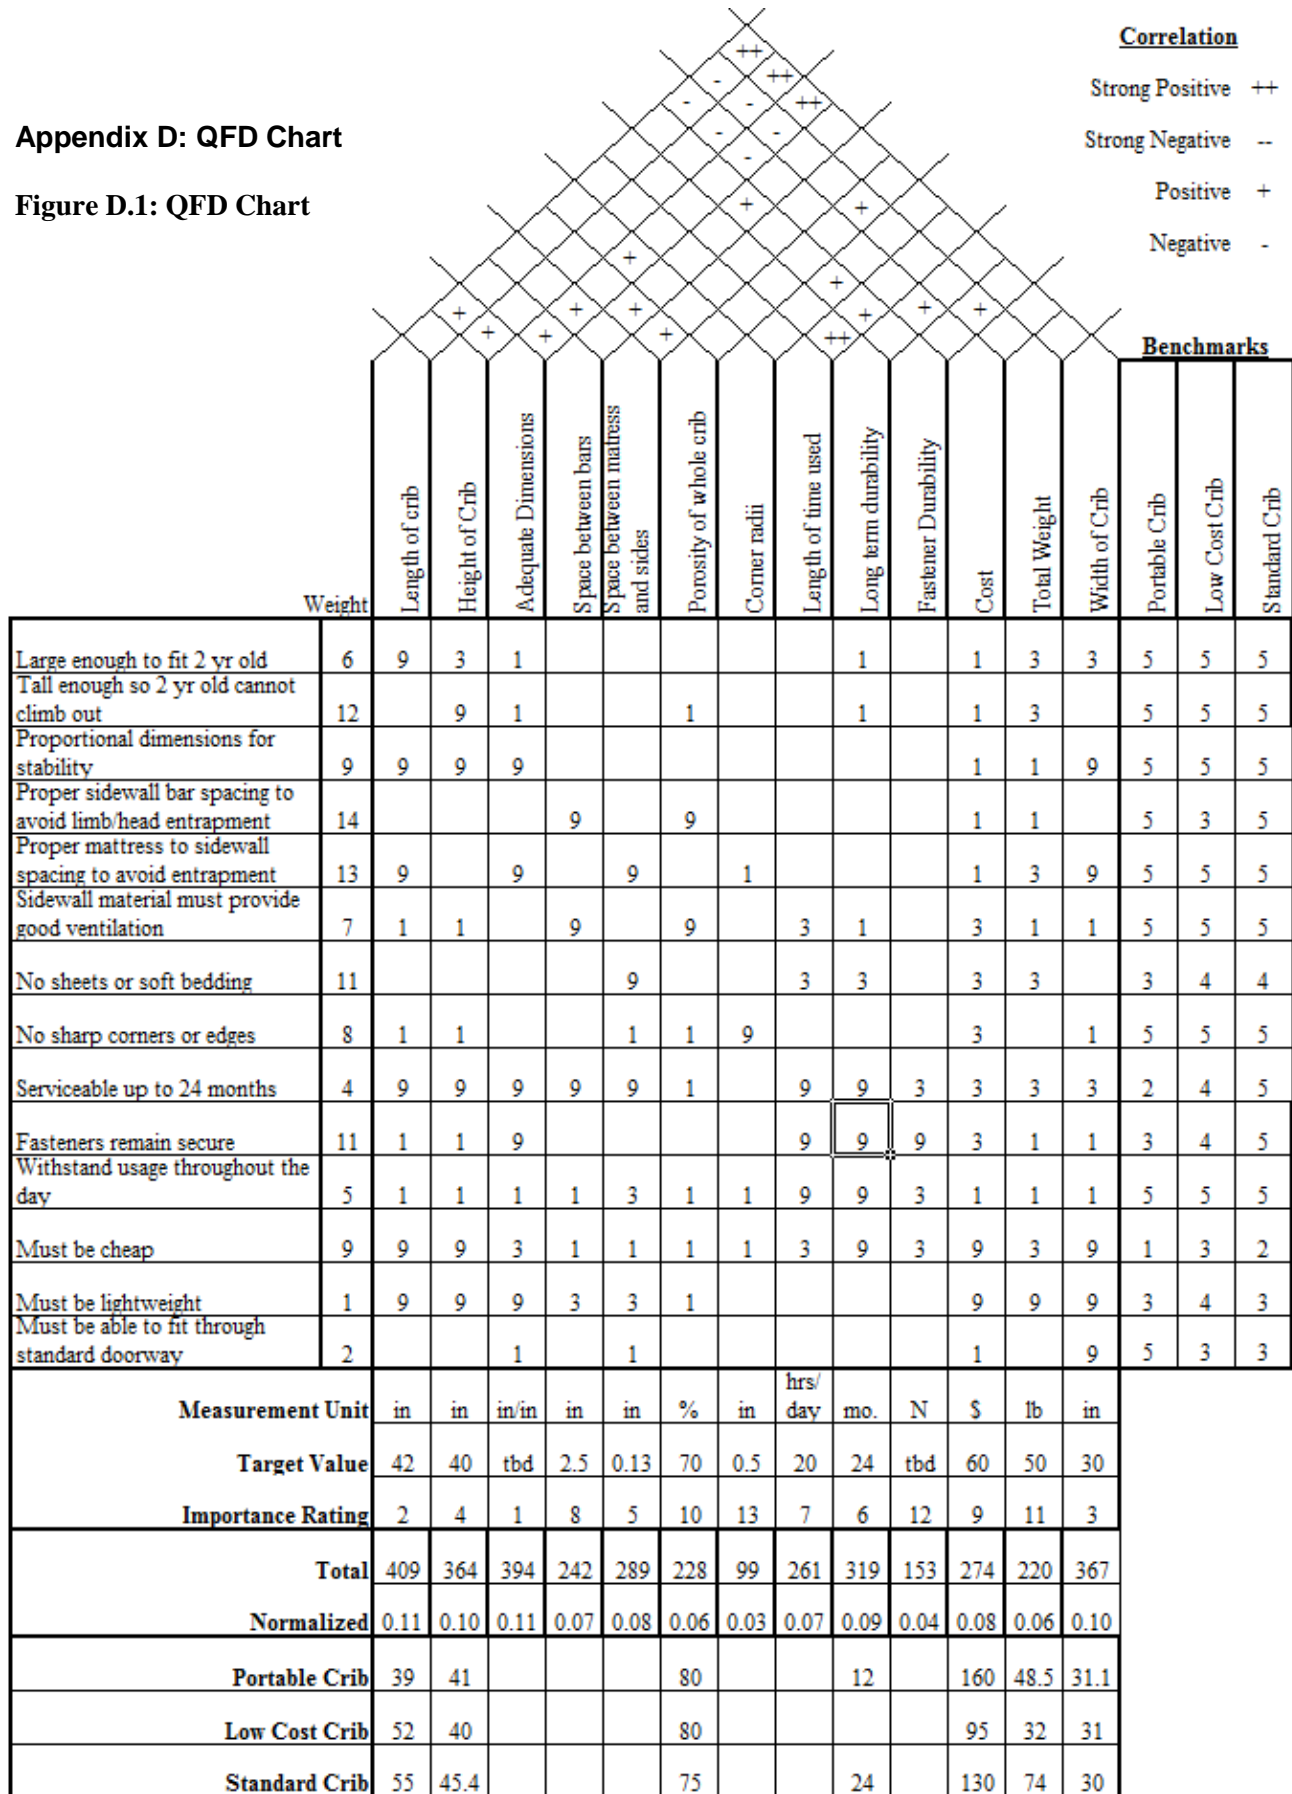 Correlation
Strong Positive ++
Strong Negative --
Positive +
Negative -
Appendix D: QFD Chart
Figure D.1: QFD Chart
++
- ++
- - ++
- -
-
+ +
+
+
+ + + + + +
+ + + ++
Benchmarks
Weight
Length of crib
Height of Crib
Adequate Dimensions
Space between bars
Space between matress
and sides
Porosity of whole crib
Corner radii
Length of time used
Long term durability
Fastener Durability
Cost
Total Weight
Width of Crib
Portable Crib
Low Cost Crib
Standard Crib
Large enough to fit 2 yr old 6 9 3 1 1 1 3 3 5 5 5
Tall enough so 2 yr old cannot
climb out 12 9 1 1 1 1 3 5 5 5
Proportional dimensions for
stability 9 9 9 9 1 1 9 5 5 5
Proper sidewall bar spacing to
avoid limb/head entrapment 14 9 9 1 1 5 3 5
Proper mattress to sidewall
spacing to avoid entrapment 13 9 9 9 1 1 3 9 5 5 5
Sidewall material must provide
good ventilation 7 1 1 9 9 3 1 3 1 1 5 5 5
No sheets or soft bedding 11 9 3 3 3 3 3 4 4
No sharp corners or edges 8 1 1 1 1 9 3 1 5 5 5
Serviceable up to 24 months 4 9 9 9 9 9 1 9 9 3 3 3 3 2 4 5
Fasteners remain secure 11 1 1 9 9 9 9 3 1 1 3 4 5
Withstand usage throughout the
day 5 1 1 1 1 3 1 1 9 9 3 1 1 1 5 5 5
Must be cheap 9 9 9 3 1 1 1 1 3 9 3 9 3 9 1 3 2
Must be lightweight 1 9 9 9 3 3 1 9 9 9 3 4 3
Must be able to fit through
standard doorway 2 1 1 1 9 5 3 3
Measurement Unit in in in/in in in % in hrs/
day mo. N $ lb in
Target Value 42 40 tbd 2.5 0.13 70 0.5 20 24 tbd 60 50 30
Importance Rating 2 4 1 8 5 10 13 7 6 12 9 11 3
Total 409 364 394 242 289 228 99 261 319 153 274 220 367
Normalized 0.11 0.10 0.11 0.07 0.08 0.06 0.03 0.07 0.09 0.04 0.08 0.06 0.10
Portable Crib 39 41 80 12 160 48.5 31.1
Low Cost Crib 52 40 80 95 32 31
Standard Crib 55 45.4 75 24 130 74 30